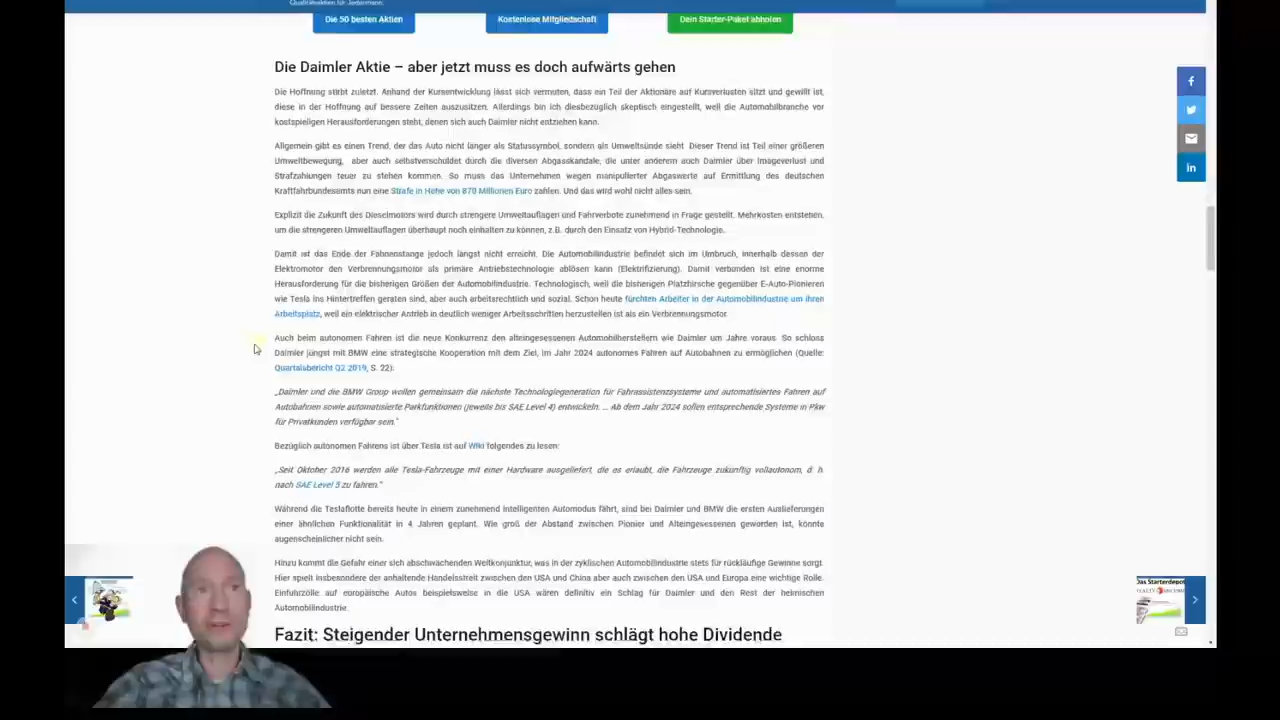 Qualitätsaktien für Jedermann.
Die 50 besten Aktien
Kostenlose Mitgliedschaft
Dein Starter-Paket abholen
Die Daimler Aktie – aber jetzt muss es doch aufwärts gehen
Die Hoffnung stirbt zuletzt. Anhand der Kursentwicklung lässt sich vermuten, dass ein Teil der Aktionäre auf Kursverlusten sitzt und gewillt ist,
diese in der Hoffnung auf bessere Zeiten auszusitzen. Allerdings bin ich diesbezüglich skeptisch eingestellt, weil die Automobilbranche vor
kostspieligen Herausforderungen steht, denen sich auch Daimler nicht entziehen kann.
Allgemein gibt es einen Trend, der das Auto nicht länger als Statussymbol, sondern als Umweltsünde sieht. Dieser Trend ist Teil einer größeren
Umweltbewegung, aber auch selbstverschuldet durch die diversen Abgasskandale, die unter anderem auch Daimler über Imageverlust und
Strafzahlungen teuer zu stehen kommen. So muss das Unternehmen wegen manipulierter Abgaswerte auf Ermittlung des deutschen
Kraftfahrbundesamts nun eine Strafe in Höhe von 870 Millionen Euro zahlen. Und das wird wohl nicht alles sein.
Explizit die Zukunft des Dieselmotors wird durch strengere Umweltauflagen und Fahrverbote zunehmend in Frage gestellt. Mehrkosten entstehen,
um die strengeren Umweltauflagen überhaupt noch einhalten zu können, z.B. durch den Einsatz von Hybrid-Technologie.
Damit ist das Ende der Fahnenstange jedoch längst nicht erreicht. Die Automobilindustrie befindet sich im Umbruch, innerhalb dessen der
Elektromotor den Verbrennungsmotor als primäre Antriebstechnologie ablösen kann (Elektrifizierung). Damit verbunden ist eine enorme
Herausforderung für die bisherigen Größen der Automobilindustrie. Technologisch, weil die bisherigen Platzhirsche gegenüber E-Auto-Pionieren
wie Tesla ins Hintertreffen geraten sind, aber auch arbeitsrechtlich und sozial. Schon heute fürchten Arbeiter in der Automobilindustrie um ihren
Arbeitsplatz, weil ein elektrischer Antrieb in deutlich weniger Arbeitsschritten herzustellen ist als ein Verbrennungsmotor.
Auch beim autonomen Fahren ist die neue Konkurrenz den alteingesessenen Automobilherstellern wie Daimler um Jahre voraus. So schloss
Daimler jüngst mit BMW eine strategische Kooperation mit dem Ziel, im Jahr 2024 autonomes Fahren auf Autobahnen zu ermöglichen (Quelle:
Quartalsbericht Q2 2019, S. 22):
„Daimler und die BMW Group wollen gemeinsam die nächste Technologiegeneration für Fahrassistenzsysteme und automatisiertes Fahren auf
Autobahnen sowie automatisierte Parkfunktionen (jeweils bis SAE Level 4) entwickeln. ... Ab dem Jahr 2024 sollen entsprechende Systeme in Pkw
für Privatkunden verfügbar sein."
Bezüglich autonomen Fahrens ist über Tesla ist auf Wiki folgendes zu lesen:
„Seit Oktober 2016 werden alle Tesla-Fahrzeuge mit einer Hardware ausgeliefert, die es erlaubt, die Fahrzeuge zukünftig vollautonom, d. h.
nach SAE Level 5 zu fahren."
Während die Teslaflotte bereits heute in einem zunehmend intelligenten Automodus fährt, sind bei Daimler und BMW die ersten Auslieferungen
einer ähnlichen Funktionalität in 4 Jahren geplant. Wie groß der Abstand zwischen Pionier und Alteingesessenen geworden ist, könnte
augenscheinlicher nicht sein.
Hinzu kommt die Gefahr einer sich abschwächenden Weltkonjunktur, was in der zyklischen Automobilindustrie stets für rückläufige Gewinne sorgt.
Hier spielt insbesondere der anhaltende Handelsstreit zwischen den USA und China aber auch zwischen den USA und Europa eine wichtige Rolle.
Einfuhrzölle auf europäische Autos beispielsweise in die USA wären definitiv ein Schlag für Daimler und den Rest der heimischen
Automobilindustrie.
Das Starterdepot
Fazit: Steigender Unternehmensgewinn schlägt hohe Dividende